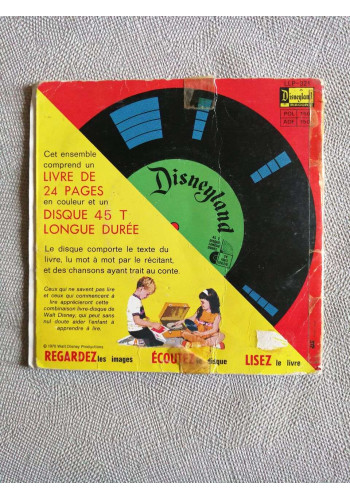 Disneyland
Cet ensemble
comprend un
LIVRE DE
24 PAGES
en couleur et un
DISQUE 45 T
LONGUE DURÉE
Disneyland
Le disque comporte le texte du
livre, lu mot à mot par le récitant,
et des chansons ayant trait au conte.
Ceux qui ne savent pas lire
et ceux qui commencent à
lire apprécieront cette
combinaison livre-disque de
Walt Disney, qui peut sans
nul doute aider l'enfant à
apprendre à lire.
Walt Disney Productions
REGARDEZ les images
ÉCOUTEZ disque
LISEZ le livre